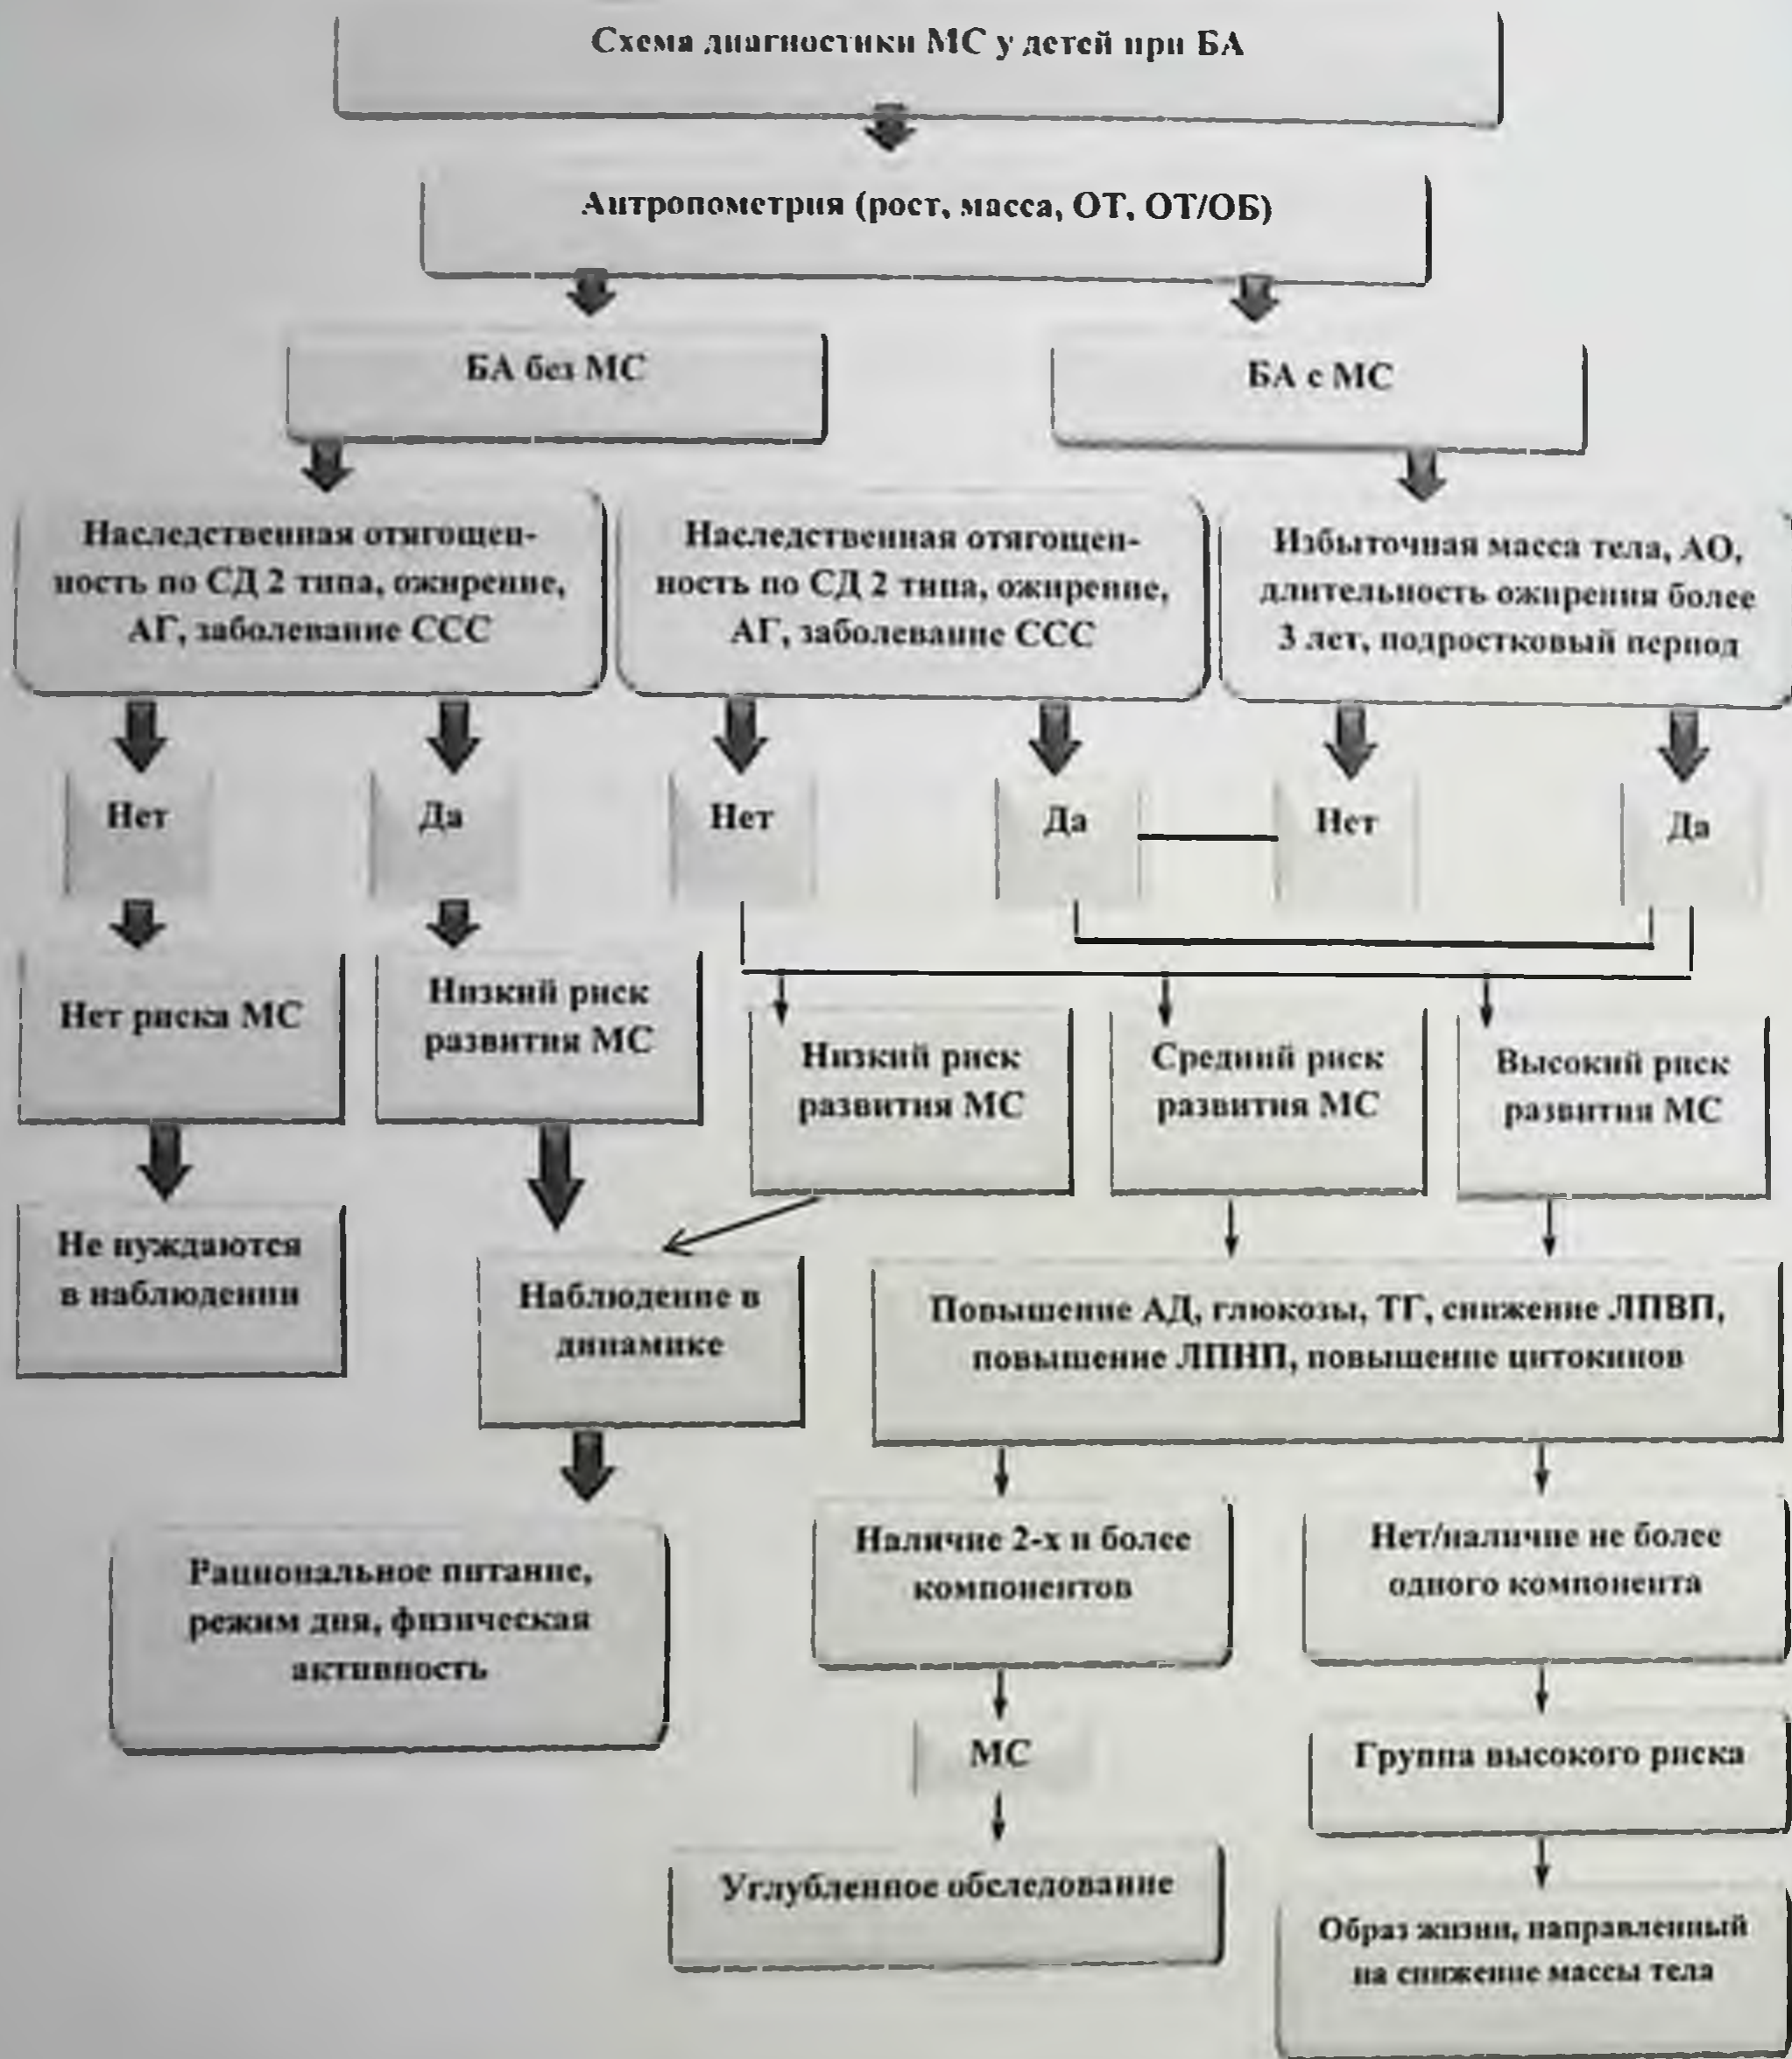 Схема диагностики МС у детей при БА
Антропометрия (рост, масса, ОТ, ОТ/ОБ)
БА без МС
БА с МС
Наследственная отягощен-
ность по СД 2 типа, ожирение,
АГ, заболевание ССС
Наследственная отягощен-
ность по СД 2 типа, ожирение,
АГ, заболевание ССС
Избыточная масса тела, АО,
длительность ожирения более
3 лет, подростковый период
Нет
Да
Нет
Да
Нет
Да
Нет риска МС
Низкий риск
развития МС
Низкий риск
развития МС
Средний риск
развития МС
Высокий риск
развития МС
Не нуждаются
в наблюдении
Наблюдение в
динамике
Повышение АД, глюкозы, ТГ, снижение ЛПВП,
повышение ЛПНП, повышение цитокинов
Рациональное питание,
режим дня, физическая
активность
Наличие 2-х и более
компонентов
Нет/наличие не более
одного компонента
МС
Группа высокого риска
Углубленное обследование
Образ жизни, направленный
на снижение массы тела